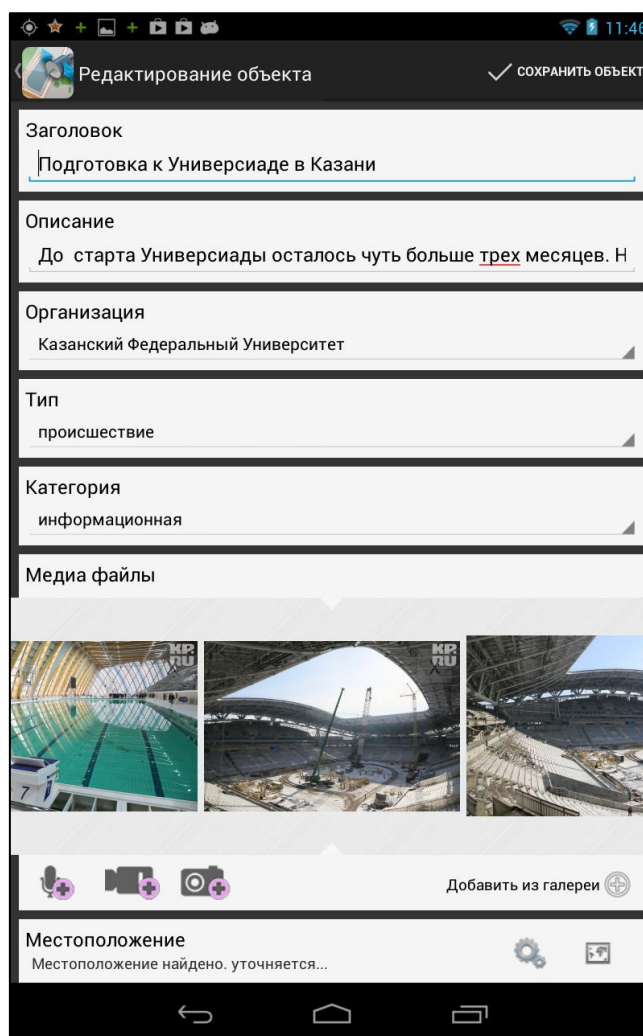 11:46
Редактирование объекта
СОХРАНИТЬ ОБЪЕКТ
Заголовок
Подготовка к Универсиаде в Казани
Описание
До старта Универсиады осталось чуть больше трех месяцев. Н
Организация
Казанский Федеральный Университет
Тип
происшествие
Категория
информационная
Медиа файлы
KP.
RU
KP.
RU
7
Добавить из галереи
Местоположение
Местоположение найдено. уточняется...